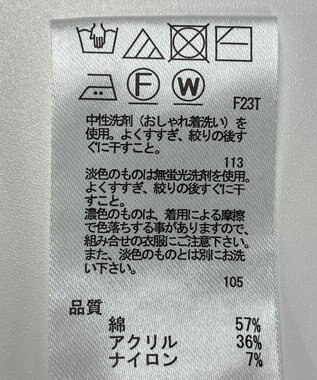 F
W
F23T
中性洗剤（おしゃれ着洗い）を
使用。よくすすぎ、絞りの後す
ぐに干すこと。
113
淡色のものは無蛍光洗剤を使用。
よくすすぎ、絞りの後すぐに干
すこと。
濃色のものは、着用による摩擦
で色落ちする事がありますので、
組み合せの衣服にご注意下さい。
また、淡色のものとは別にお洗
い下さい。
105
品質
綿 57%
アクリル 36%
ナイロン 7%